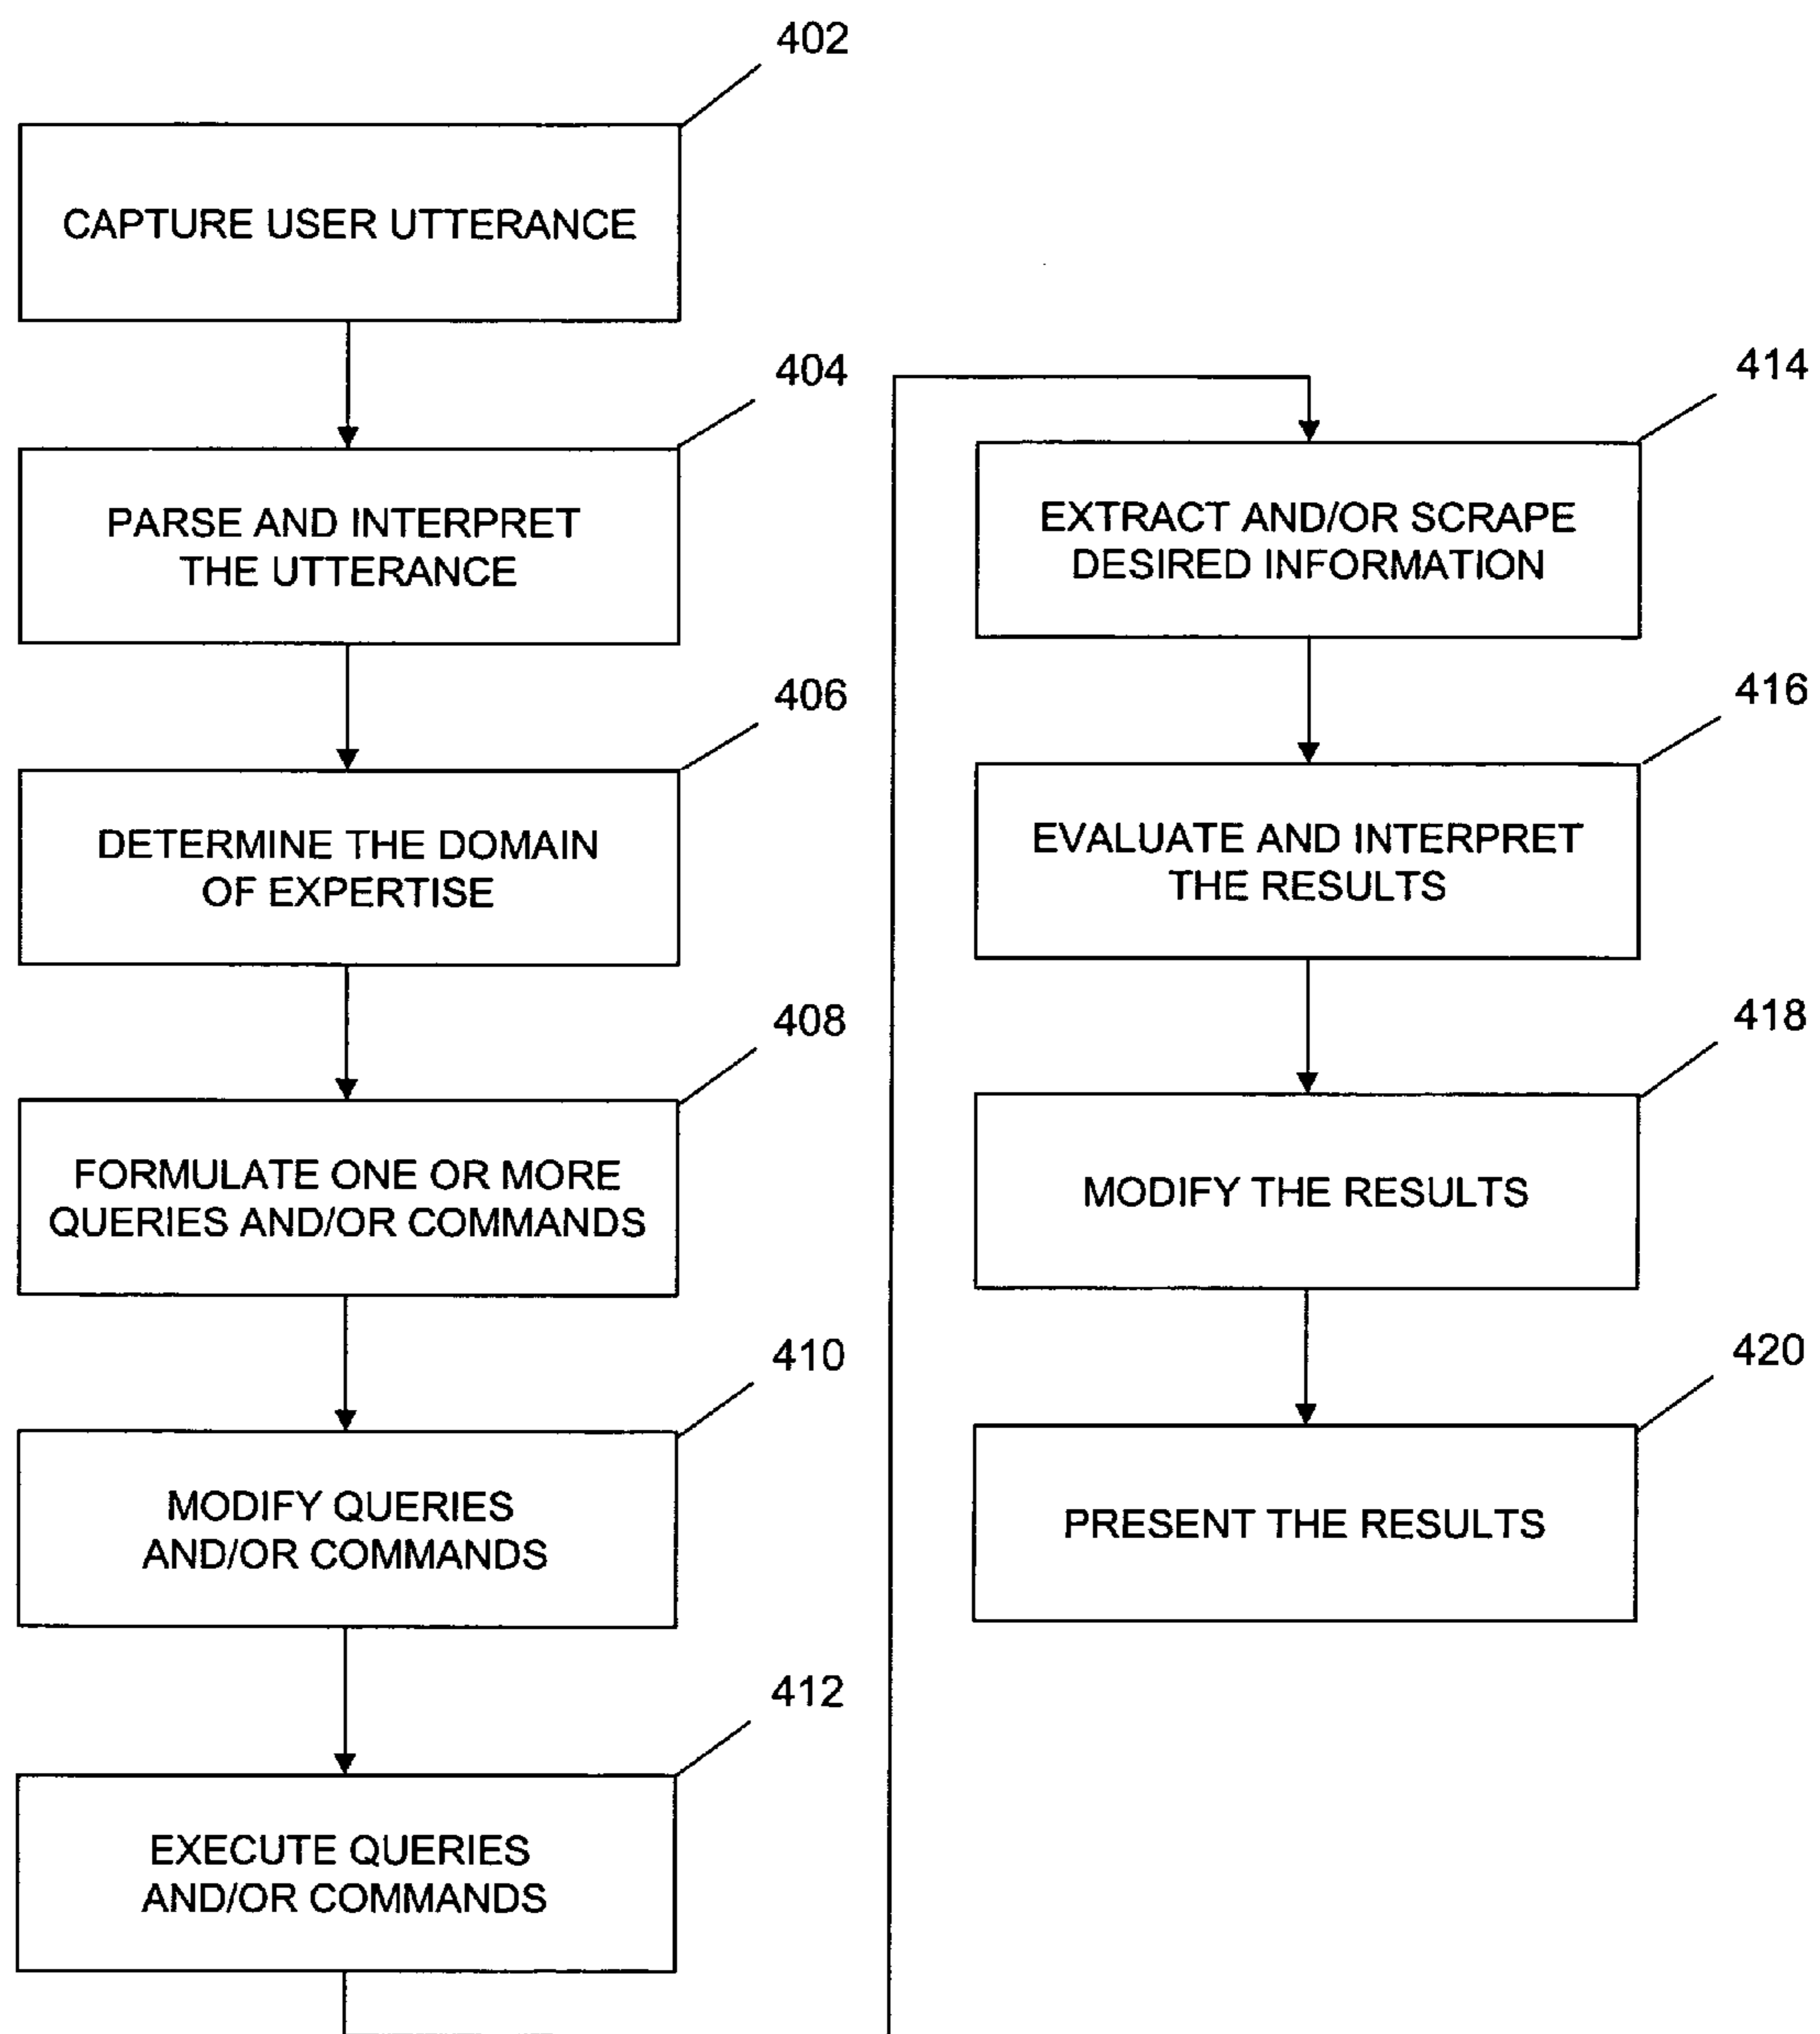 402
CAPTURE USER UTTERANCE
404
PARSE AND INTERPRET
THE UTTERANCE
406
DETERMINE THE DOMAIN
OF EXPERTISE
408
FORMULATE ONE OR MORE
QUERIES AND/OR COMMANDS
410
MODIFY QUERIES
AND/OR COMMANDS
412
EXECUTE QUERIES
AND/OR COMMANDS
414
EXTRACT AND/OR SCRAPE
DESIRED INFORMATION
416
EVALUATE AND INTERPRET
THE RESULTS
418
MODIFY THE RESULTS
420
PRESENT THE RESULTS